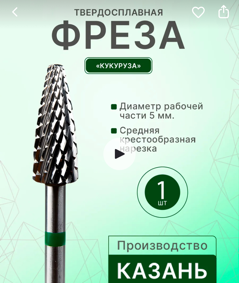 ТВЕРДОСПЛАВНАЯ
ФРЕЗА
«КУКУРУЗА»
Диаметр рабочей
части 5 мм.
Средняя
крестообразная
нарезка
1
шт
Производство
КАЗАНЬ